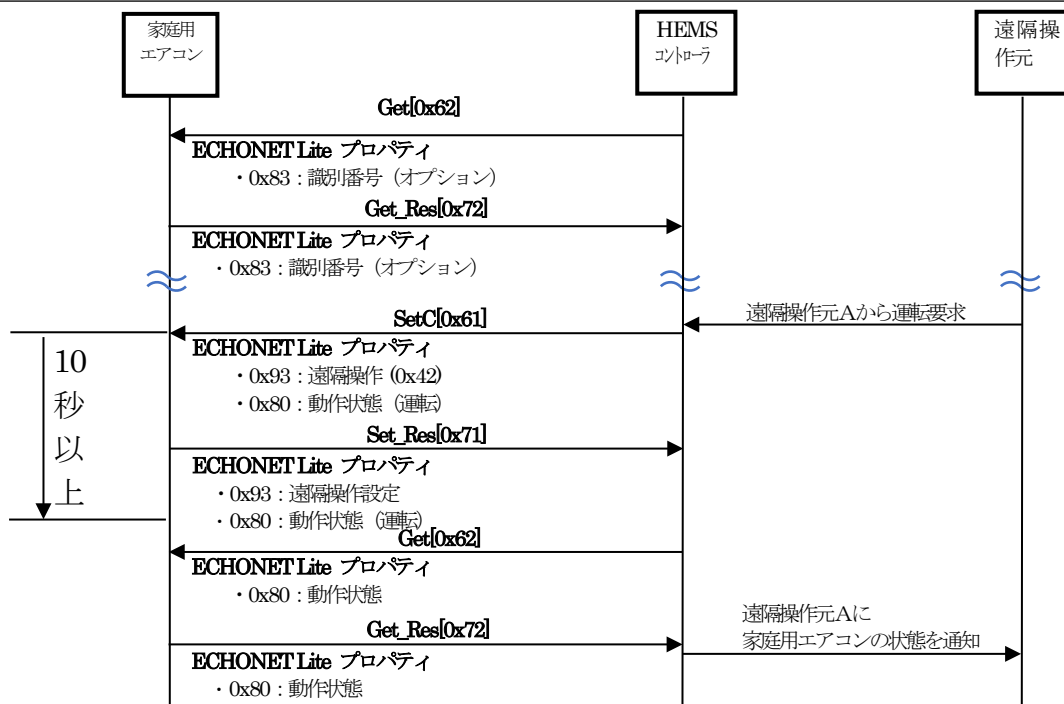 家庭用
エアコン
HEMS
コントローラ
遠隔操
作元
Get[0x62]
ECHONET Lite プロパティ
・0x83：識別番号（オプション）
Get_Res[0x72]
ECHONET Lite プロパティ
・0x83：識別番号（オプション）
遠隔操作元Aから運転要求
SetC[0x61]
ECHONET Lite プロパティ
・0x93：遠隔操作 (0x42)
・0x80：動作状態（運転）
10
秒
以
上
Set_Res[0x71]
ECHONET Lite プロパティ
・0x93：遠隔操作設定
・0x80：動作状態（運転）
Get[0x62]
ECHONET Lite プロパティ
・0x80：動作状態
遠隔操作元Aに
家庭用エアコンの状態を通知
Get_Res[0x72]
ECHONET Lite プロパティ
・0x80：動作状態